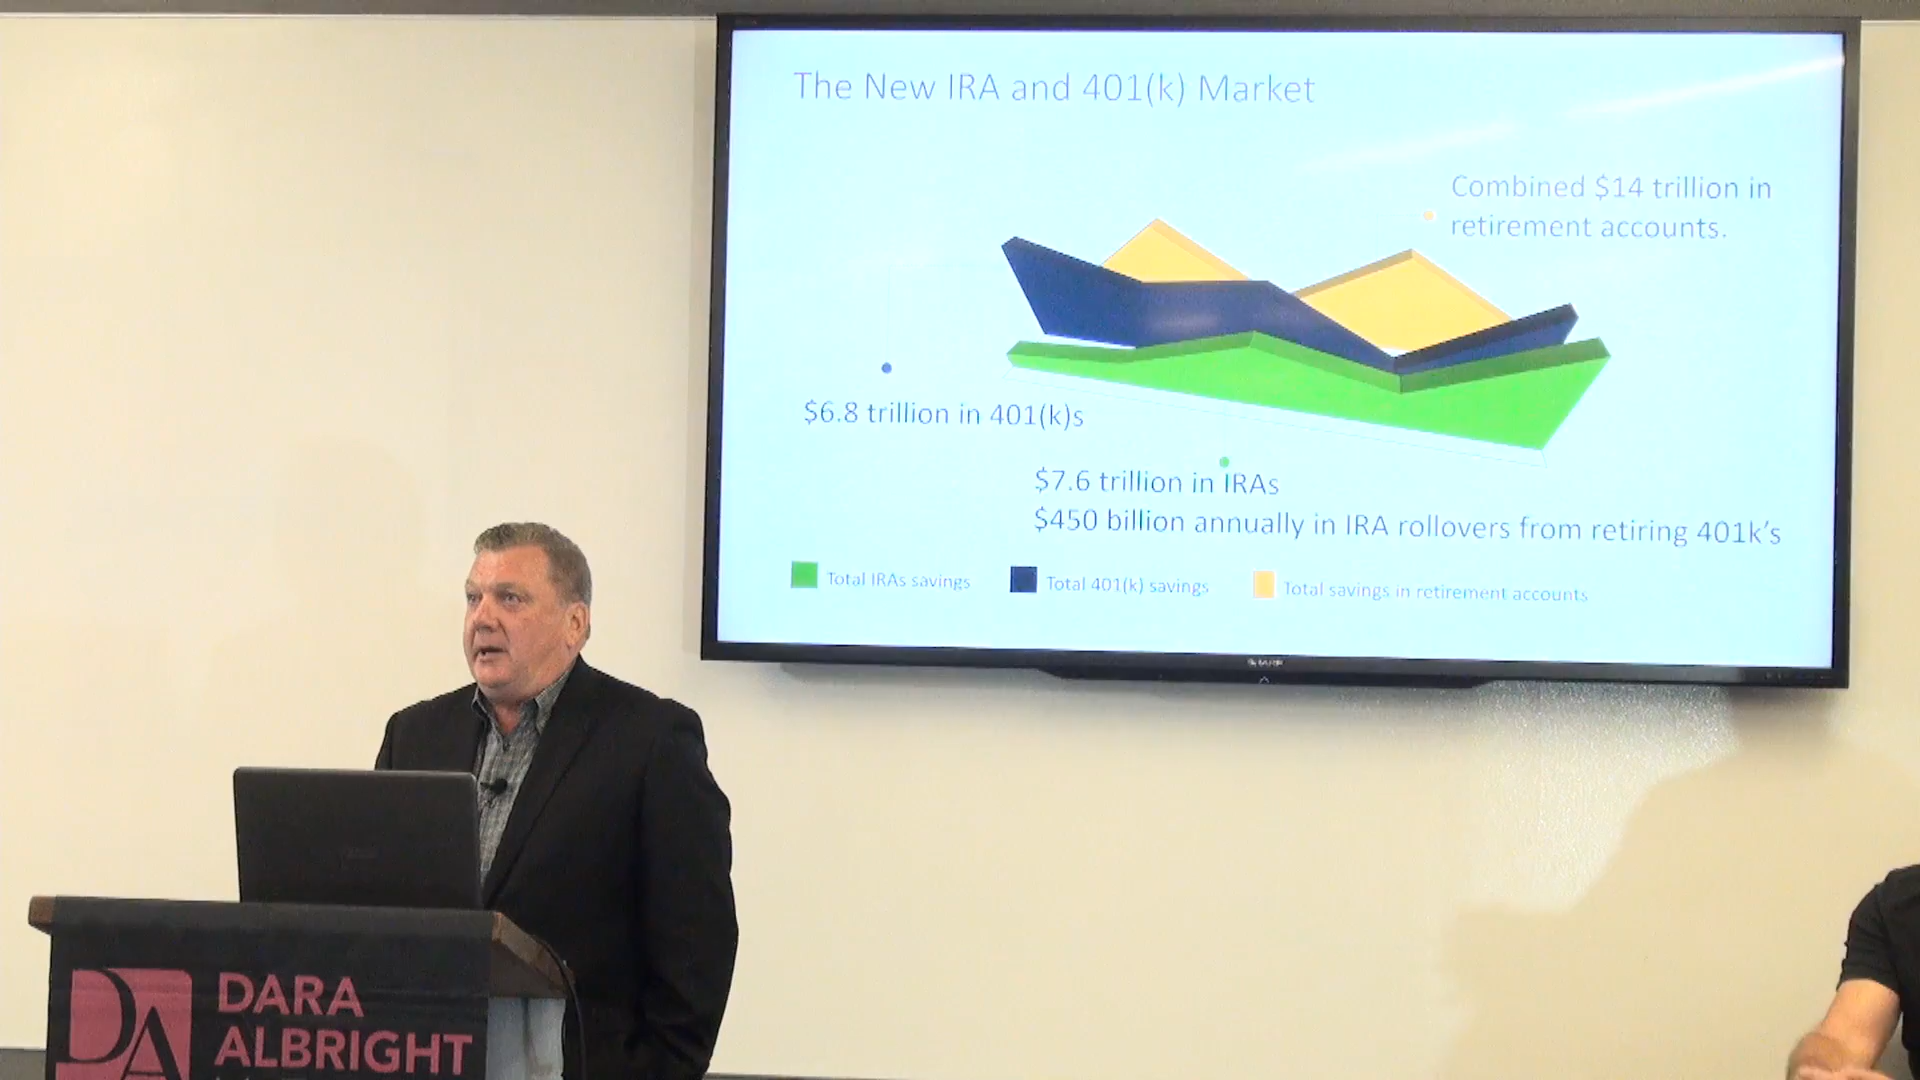 The New IRA and 401(k) Market
Combined $14 trillion in
retirement accounts.
$6.8 trillion in 401(k)s
$7.6 trillion in IRAs
$450 billion annually in IRA rollovers from retiring 401k's
Total IRAs savings
Total 401(k) savings
Total savings in retirement accounts
SHARP
DA
DARA
ALBRIGHT